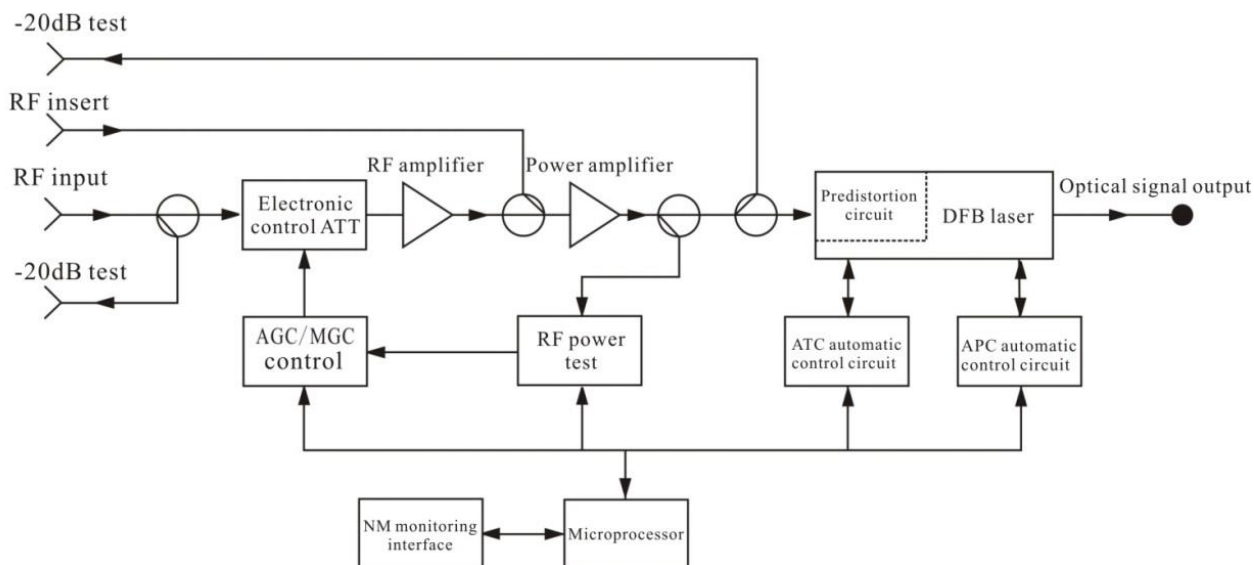 -20dB test
RF insert
RF input
-20dB test
Electronic
control ATT
RF amplifier
Power amplifier
Predistortion
circuit
DFB laser
Optical signal output
AGC/MGC
control
RF power
test
ATC automatic
control circuit
APC automatic
control circuit
NM monitoring
interface
Microprocessor